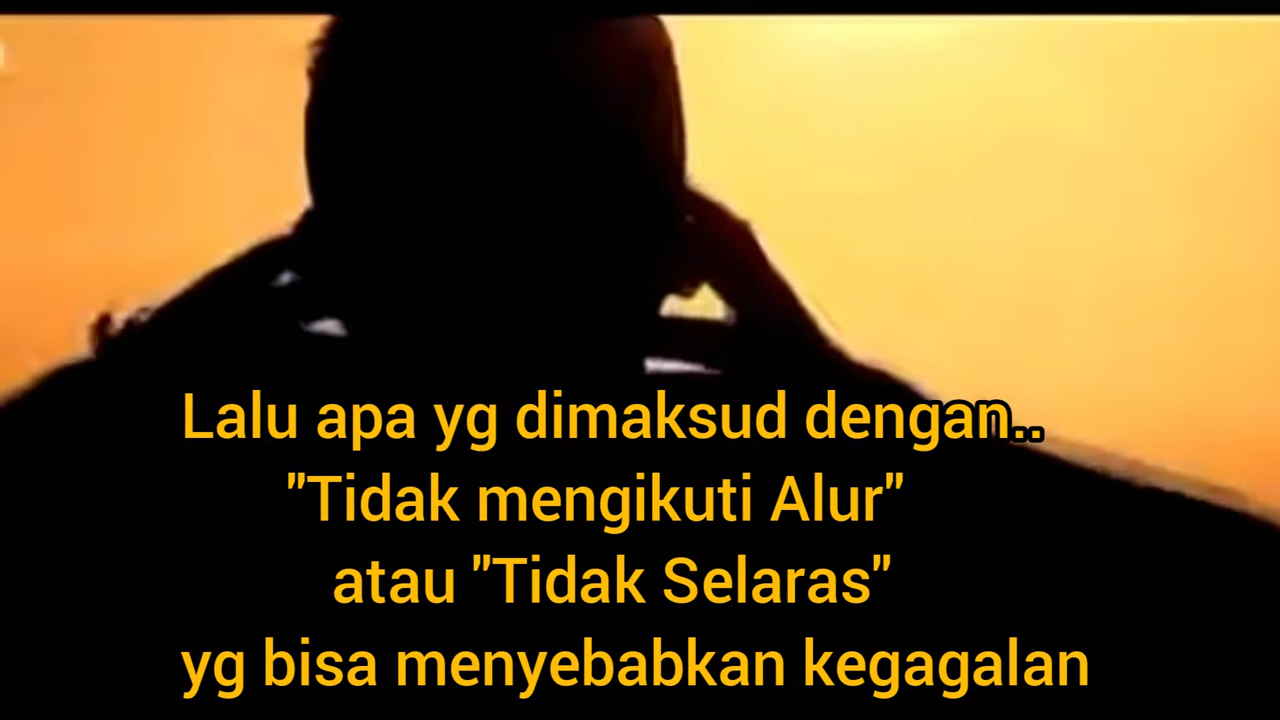 Lalu apa yg dimaksud dengan..
"Tidak mengikuti Alur"
atau "Tidak Selaras"
yg bisa menyebabkan kegagalan